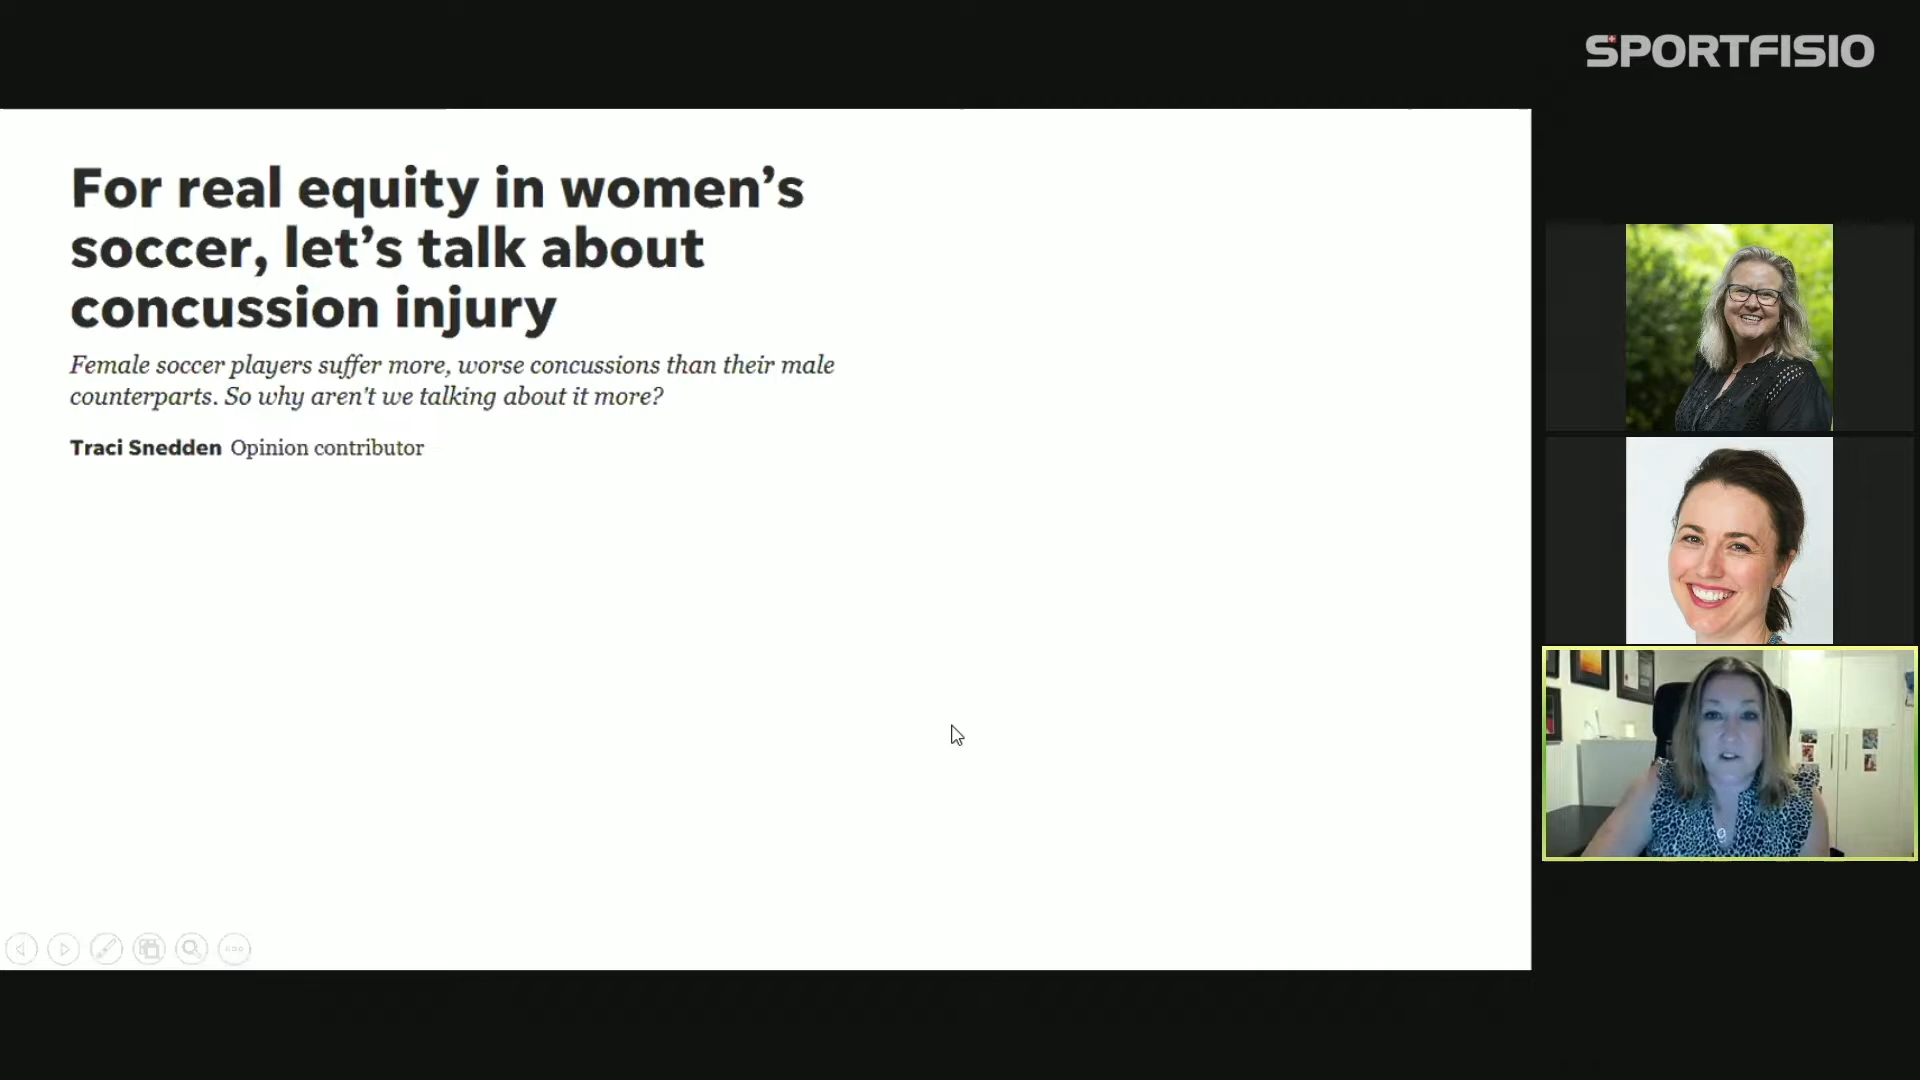 SPORTFISIO
For real equity in women’s
soccer, let’s talk about
concussion injury
Female soccer players suffer more, worse concussions than their male
counterparts. So why aren't we talking about it more?
Traci Snedden Opinion contributor